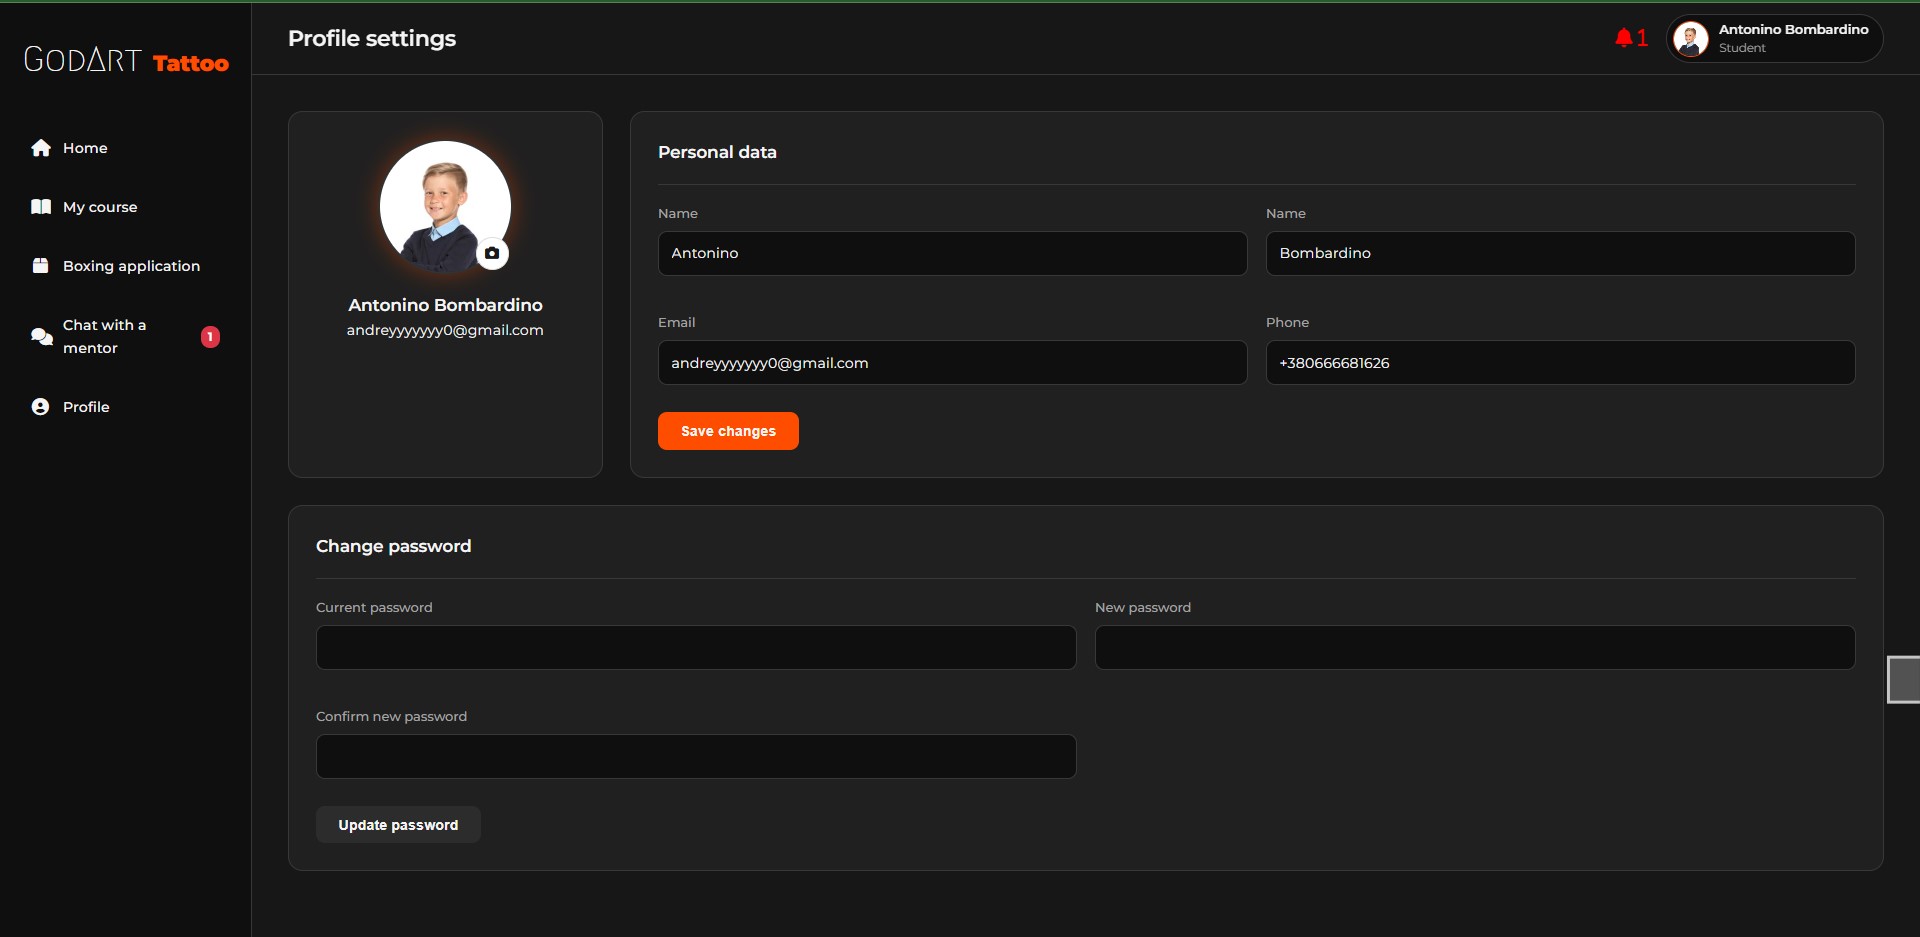 GODART Tattoo
Profile settings
1
Antonino Bombardino
Student
Home
My course
Boxing application
Chat with a
mentor
1
Profile
Antonino Bombardino
andreyyyyyyy0@gmail.com
Personal data
Name
Name
Antonino
Bombardino
Email
Phone
andreyyyyyyy0@gmail.com
+380666681626
Save changes
Change password
Current password
New password
Confirm new password
Update password